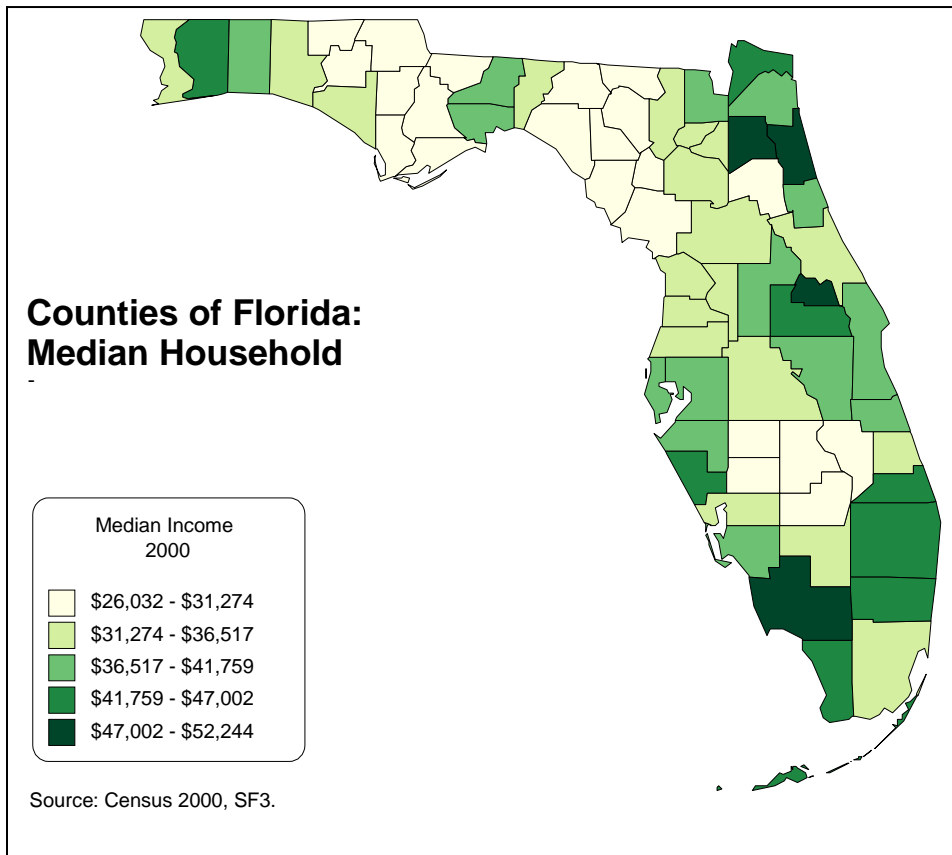 Counties of Florida:
Median Household
-
Median Income
2000
$26,032 - $31,274
$31,274 - $36,517
$36,517 - $41,759
$41,759 - $47,002
$47,002 - $52,244
Source: Census 2000, SF3.